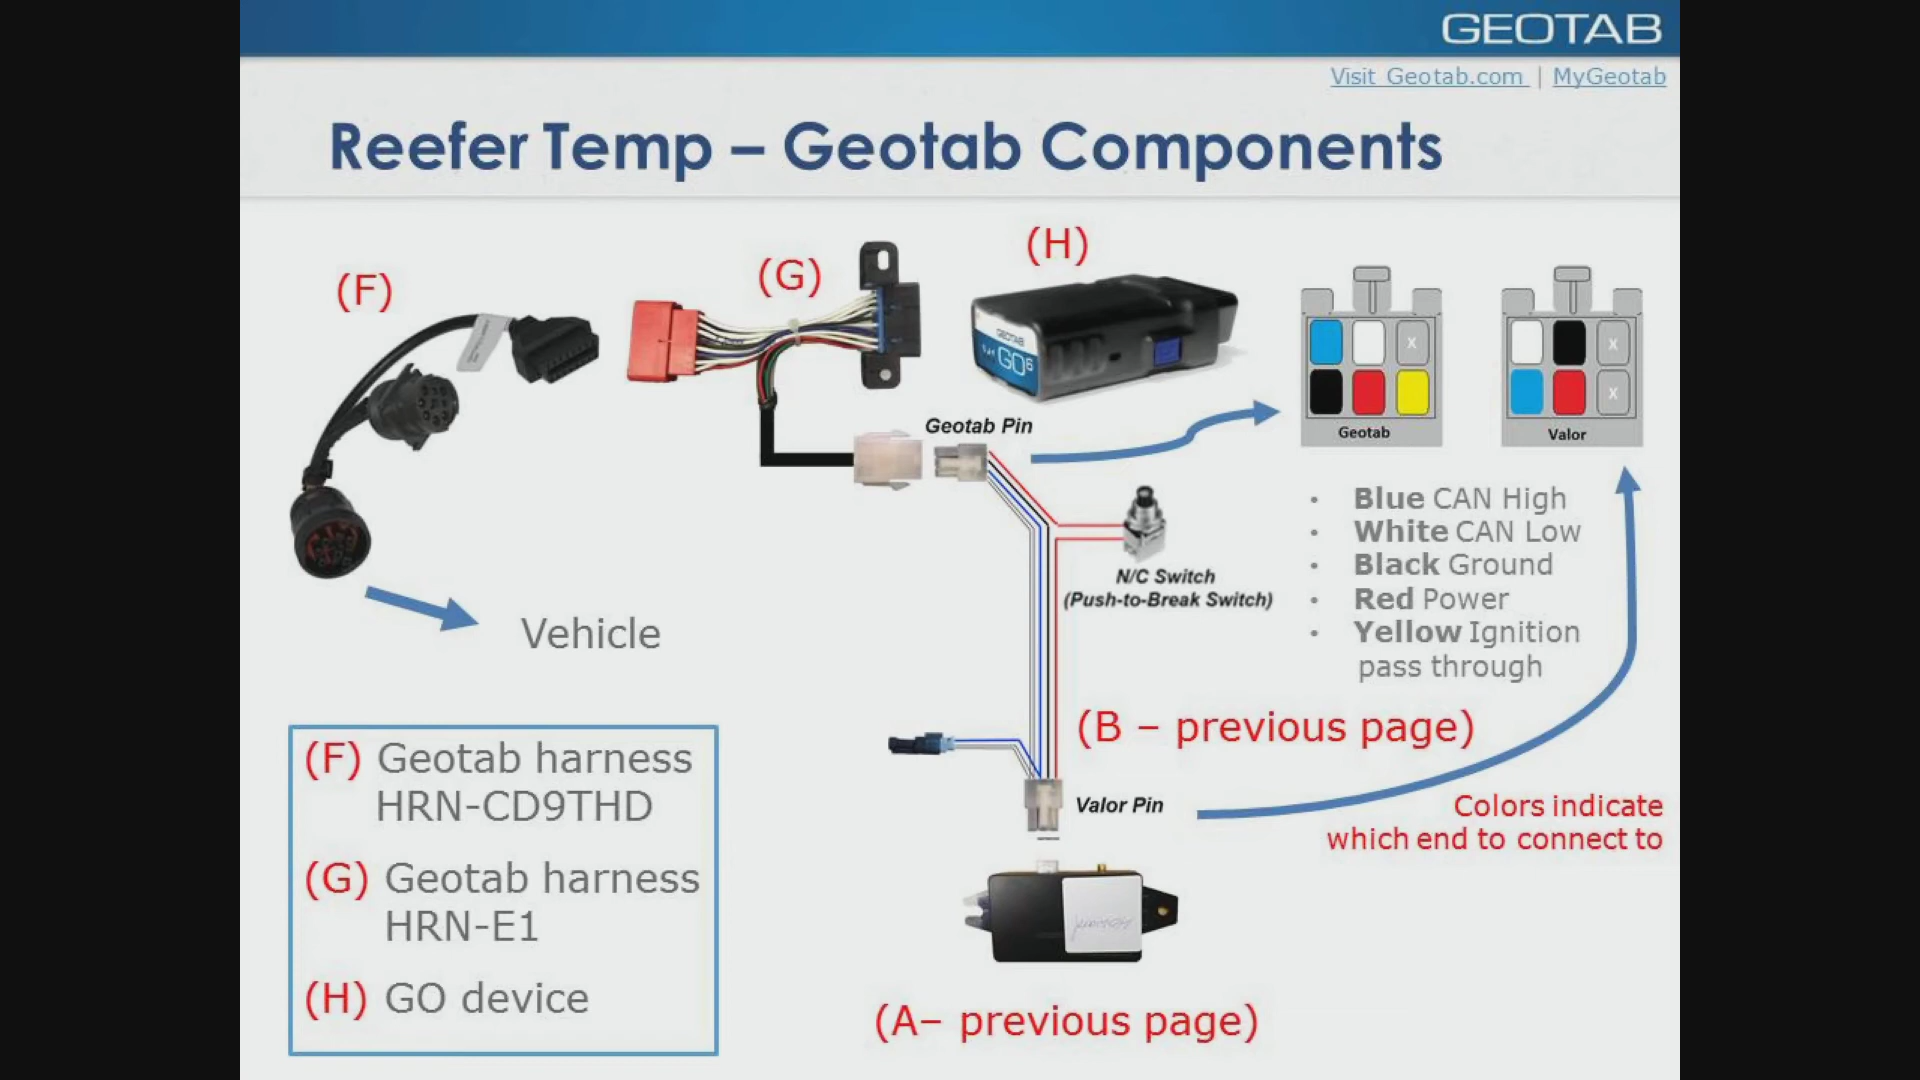 GEOTAB
Visit Geotab.com | MyGeotab
Reefer Temp – Geotab Components
(F)
(G)
(H)
GEOTAB
GO6
Geotab Pin
X
Geotab
X
X
Valor
N/C Switch
(Push-to-Break Switch)
• Blue CAN High
• White CAN Low
• Black Ground
• Red Power
• Yellow Ignition
pass through
Vehicle
(B – previous page)
Valor Pin
Colors indicate
which end to connect to
(F) Geotab harness
HRN-CD9THD
(G) Geotab harness
HRN-E1
(H) GO device
(A– previous page)